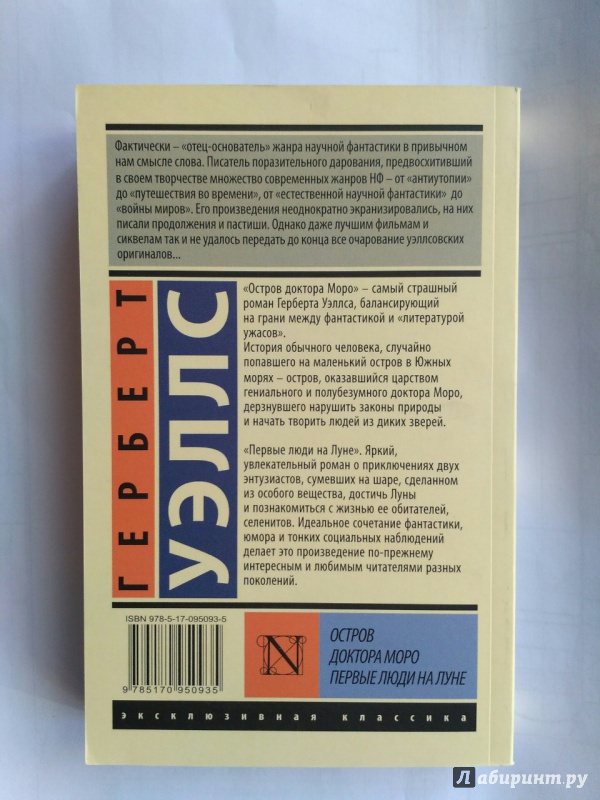 Фактически – «отец-основатель» жанра научной фантастики в привычном
нам смысле слова. Писатель поразительного дарования, предвосхитивший
в своем творчестве множество современных жанров НФ – от «антиутопии»
до «путешествия во времени», от «естественной научной фантастики» до
«войны миров». Его произведения неоднократно экранизировались, на них
писали продолжения и пастиши. Однако даже лучшим фильмам и
сиквелам так и не удалось передать до конца все очарование уэллсовских
оригиналов...
ГЕРБЕРТ
УЭЛЛС
«Остров доктора Моро» – самый страшный
роман Герберта Уэллса, балансирующий
на грани между фантастикой и «литературой
ужасов».
История обычного человека, случайно
попавшего на маленький остров в Южных
морях – остров, оказавшийся царством
гениального и полубезумного доктора Моро,
дерзнувшего нарушить законы природы
и начать творить людей из диких зверей.
«Первые люди на Луне». Яркий,
увлекательный роман о приключениях двух
энтузиастов, сумевших на шаре, сделанном
из особого вещества, достичь Луны
и познакомиться с жизнью ее обитателей,
селенитов. Идеальное сочетание фантастики,
юмора и тонких социальных наблюдений
делает это произведение по-прежнему
интересным и любимым читателями разных
поколений.
ISBN 978-5-17-095093-5
9 785170 950935
N
ОСТРОВ
ДОКТОРА МОРО
ПЕРВЫЕ ЛЮДИ НА ЛУНЕ
эксклюзивная классика
Лабиринт.ру